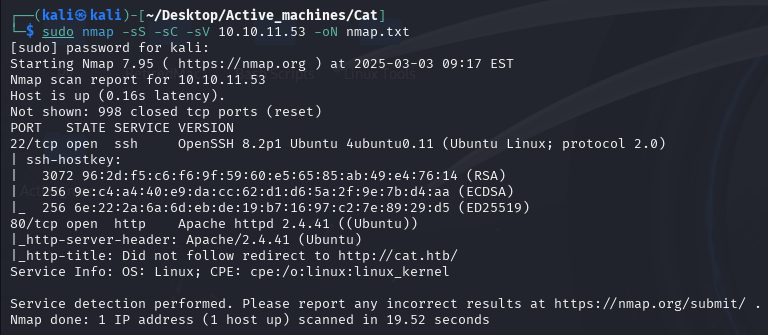 ┌──(kali㉿kali)-[~/Desktop/Active_machines/Cat]
└─$ sudo nmap -sS -sC -sV 10.10.11.53 -oN nmap.txt
[sudo] password for kali:
Starting Nmap 7.95 ( https://nmap.org ) at 2025-03-03 09:17 EST
Nmap scan report for 10.10.11.53
Host is up (0.16s latency).
Not shown: 998 closed tcp ports (reset)
PORT   STATE SERVICE VERSION
22/tcp open  ssh     OpenSSH 8.2p1 Ubuntu 4ubuntu0.11 (Ubuntu Linux; protocol 2.0)
| ssh-hostkey:
|   3072 96:2d:f5:c6:f6:9f:59:60:e5:65:85:ab:49:e4:76:14 (RSA)
|   256 9e:c4:a4:40:e9:da:cc:62:d1:d6:5a:2f:9e:7b:d4:aa (ECDSA)
|_  256 6e:22:2a:6a:6d:eb:de:19:b7:16:97:c2:7e:89:29:d5 (ED25519)
80/tcp open  http    Apache httpd 2.4.41 ((Ubuntu))
|_http-server-header: Apache/2.4.41 (Ubuntu)
|_http-title: Did not follow redirect to http://cat.htb/
Service Info: OS: Linux; CPE: cpe:/o:linux:linux_kernel

Service detection performed. Please report any incorrect results at https://nmap.org/submit/ .
Nmap done: 1 IP address (1 host up) scanned in 19.52 seconds